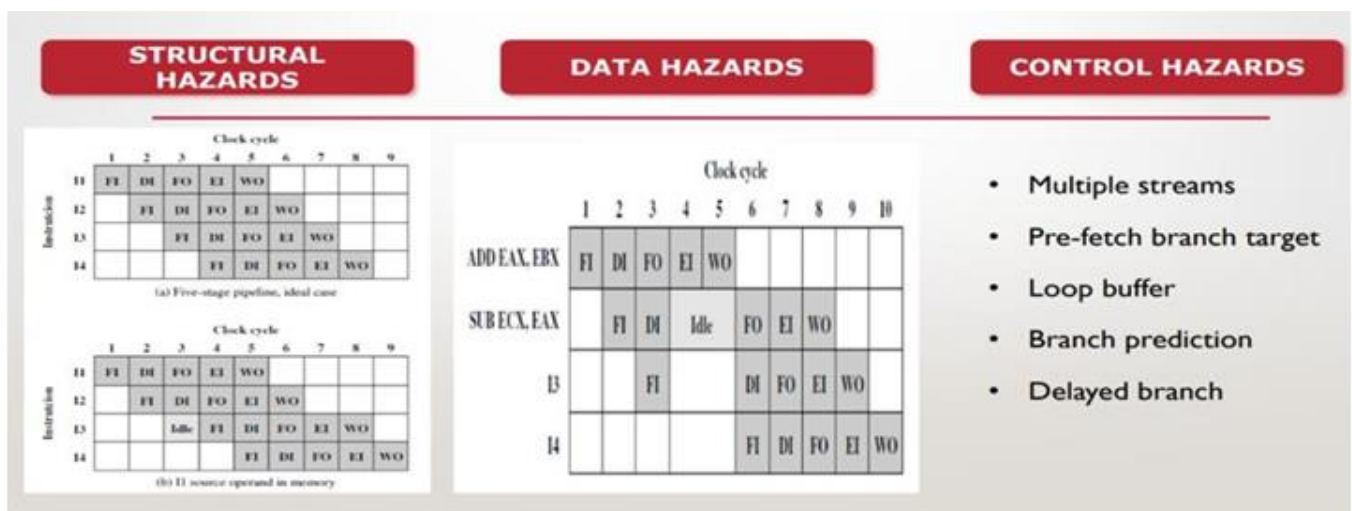 STRUCTURAL
HAZARDS
Clock cycle
1 2 3 4 5 6 7 8 9
Instrution
I1 FI DI FO EI WO
I2 FI DI FO EI WO
I3 FI DI FO EI WO
I4 FI DI FO EI WO
(a) Five-stage pipeline, ideal case
Clock cycle
1 2 3 4 5 6 7 8 9
Instrution
I1 FI DI FO EI WO
I2 FI DI FO EI WO
I3 Idle FI DI FO EI WO
I4 FI DI FO EI WO
(b) I1 source operand in memory
DATA HAZARDS
Clock cycle
1 2 3 4 5 6 7 8 9 10
ADD EAX, EBX FI DI FO EI WO
SUB ECX, EAX FI DI Idle FO EI WO
I3 FI DI FO EI WO
I4 FI DI FO EI WO
CONTROL HAZARDS
• Multiple streams
• Pre-fetch branch target
• Loop buffer
• Branch prediction
• Delayed branch